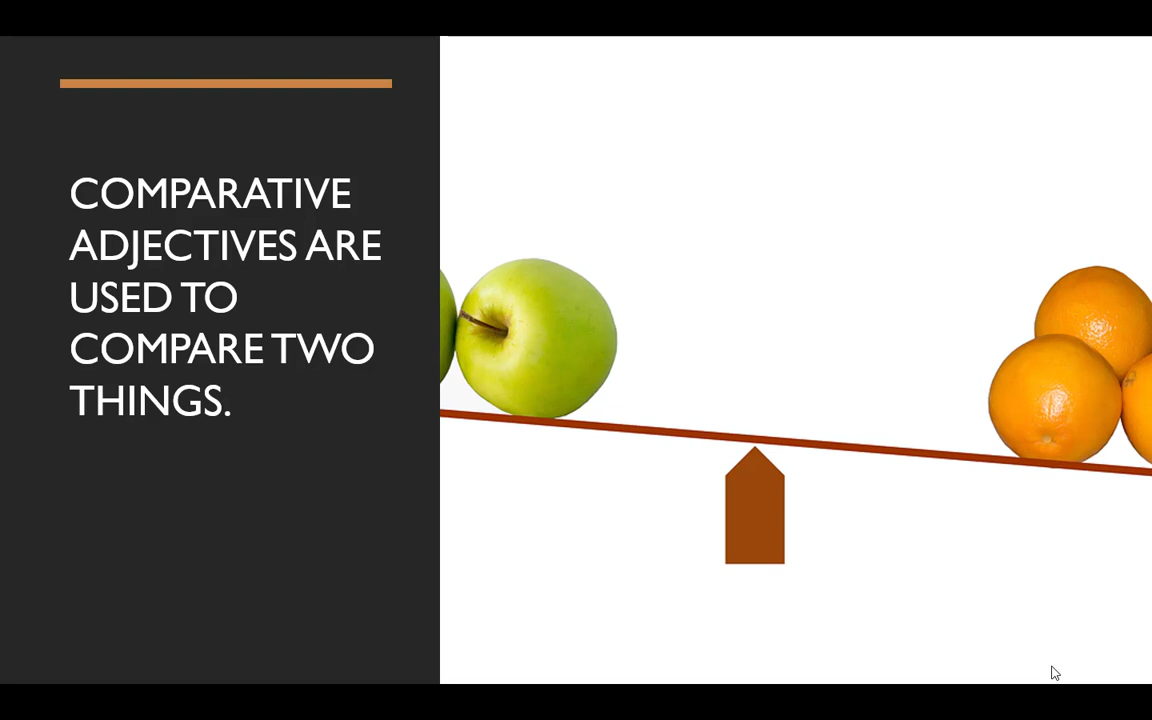 COMPARATIVE
ADJECTIVES ARE
USED TO
COMPARE TWO
THINGS.